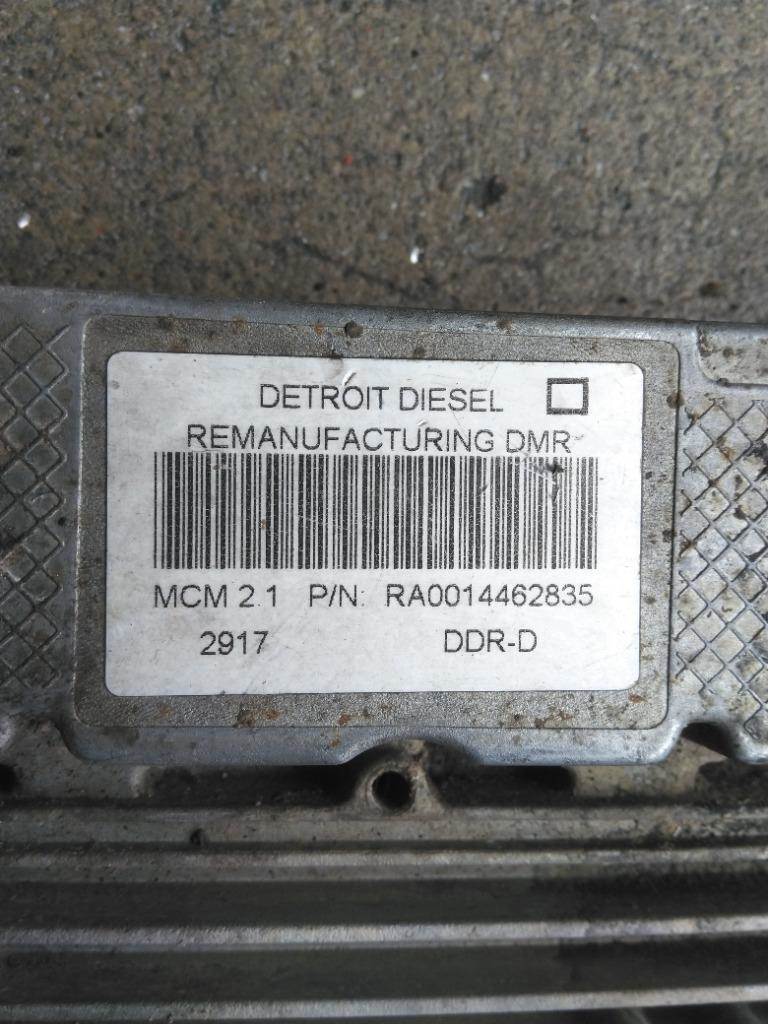 DETROIT DIESEL
REMANUFACTURING DMR
MCM 2.1 P/N: RA0014462835
2917 DDR-D